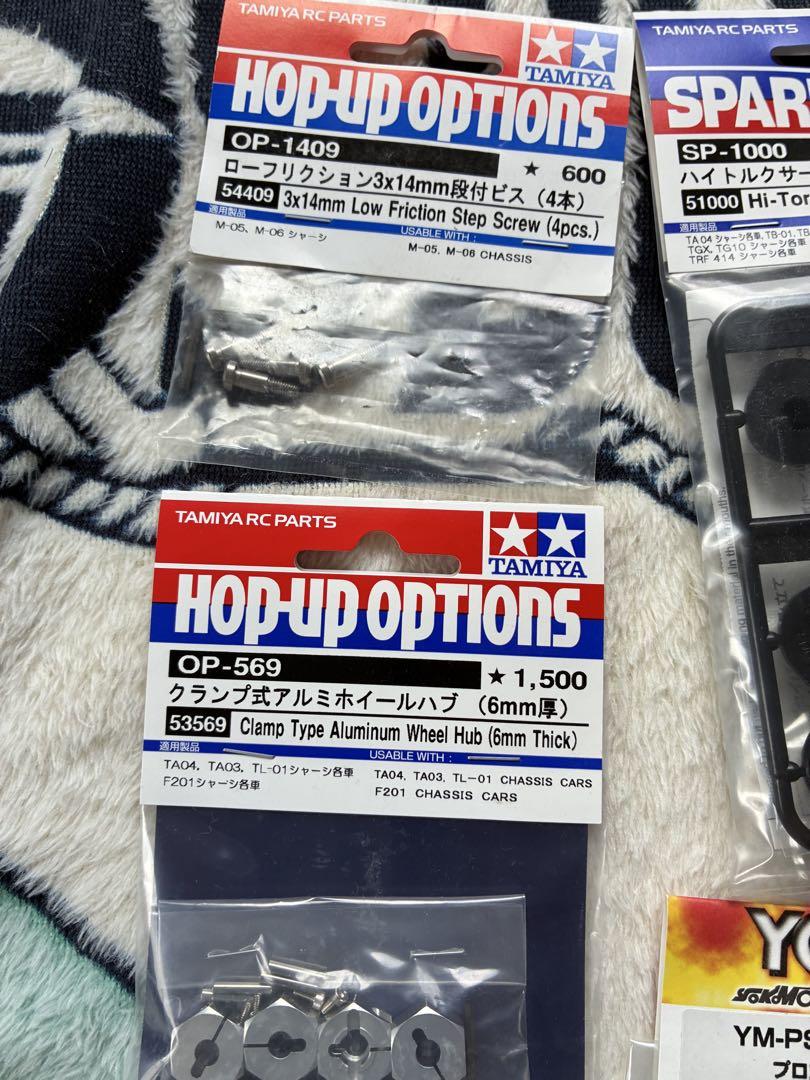 TAMIYA RC PARTS
TAMIYA
HOP-UP OPTIONS
OP-1409
★ 600
ローフリクション3x14mm段付ビス (4本)
54409 3x14mm Low Friction Step Screw (4pcs.)
適用製品
USABLE WITH :
M-05、M-06 シャーシ
M-05, M-06 CHASSIS
TAMIYA RC PARTS
SPAR
SP-1000
ハイトルクサー
51000 Hi-Tor
適用製品
TA04 シャーシ各車, TB-01, TB
TGX, TG10 シャーシ各車
TRF 414 シャーシ各車
TAMIYA RC PARTS
TAMIYA
HOP-UP OPTIONS
OP-569
★ 1,500
クランプ式アルミホイールハブ (6mm厚)
53569 Clamp Type Aluminum Wheel Hub (6mm Thick)
適用製品
USABLE WITH :
TA04, TA03, TL-01シャーシ各車
F201シャーシ各車
TA04, TA03, TL-01 CHASSIS CARS
F201 CHASSIS CARS
YO
YOKOMO
YM-PS
プロ